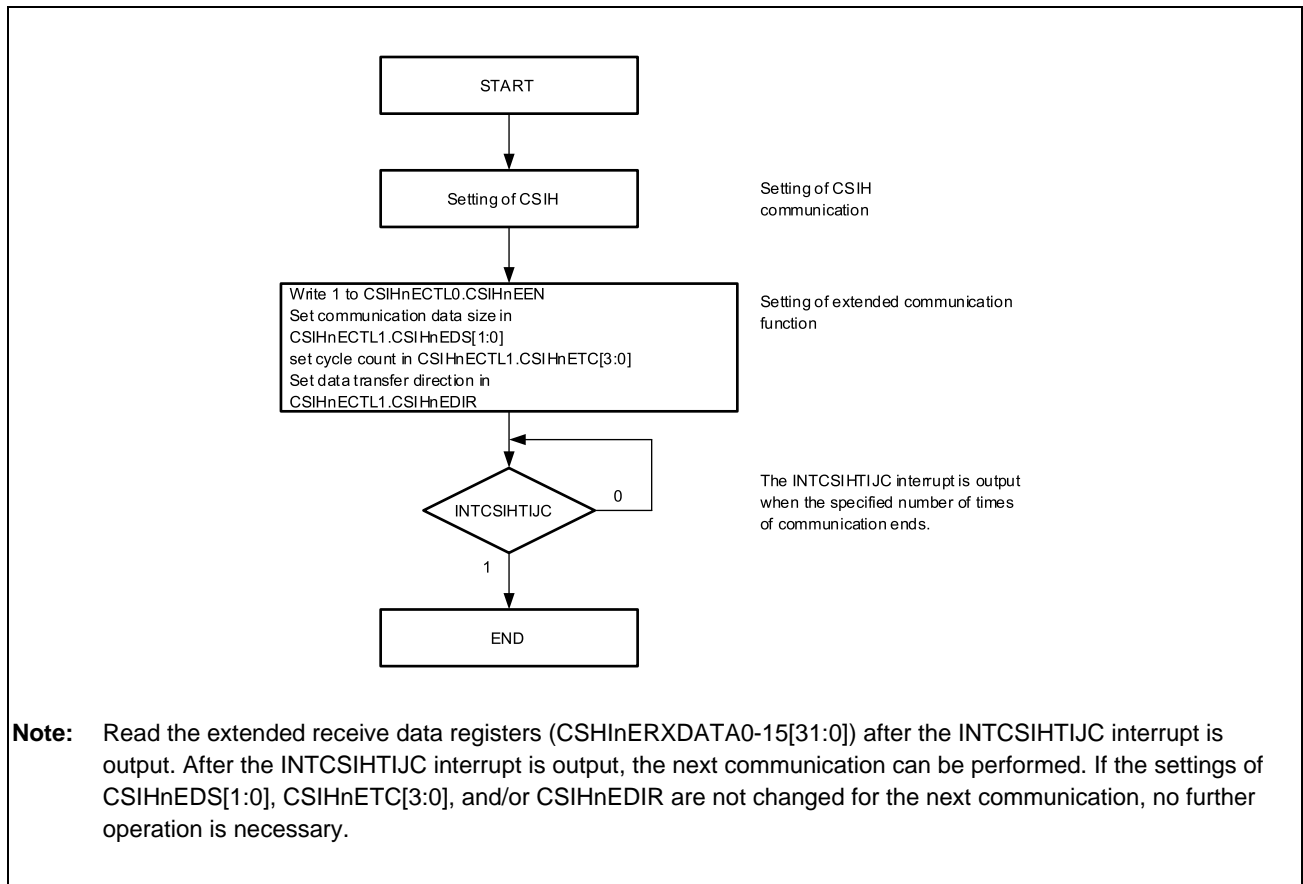 START
Setting of CSIH
Setting of CSIH
communication
Write 1 to CSIHnECTL0.CSIHnEEN
Set communication data size in
CSIHnECTL1.CSIHnEDS[1:0]
set cycle count in CSIHnECTL1.CSIHnETC[3:0]
Set data transfer direction in
CSIHnECTL1.CSIHnEDIR
Setting of extended communication
function
INTCSIHTIJC
0
1
The INTCSIHTIJC interrupt is output
when the specified number of times
of communication ends.
END
Note: Read the extended receive data registers (CSHInERXDATA0-15[31:0]) after the INTCSIHTIJC interrupt is
output. After the INTCSIHTIJC interrupt is output, the next communication can be performed. If the settings of
CSIHnEDS[1:0], CSIHnETC[3:0], and/or CSIHnEDIR are not changed for the next communication, no further
operation is necessary.